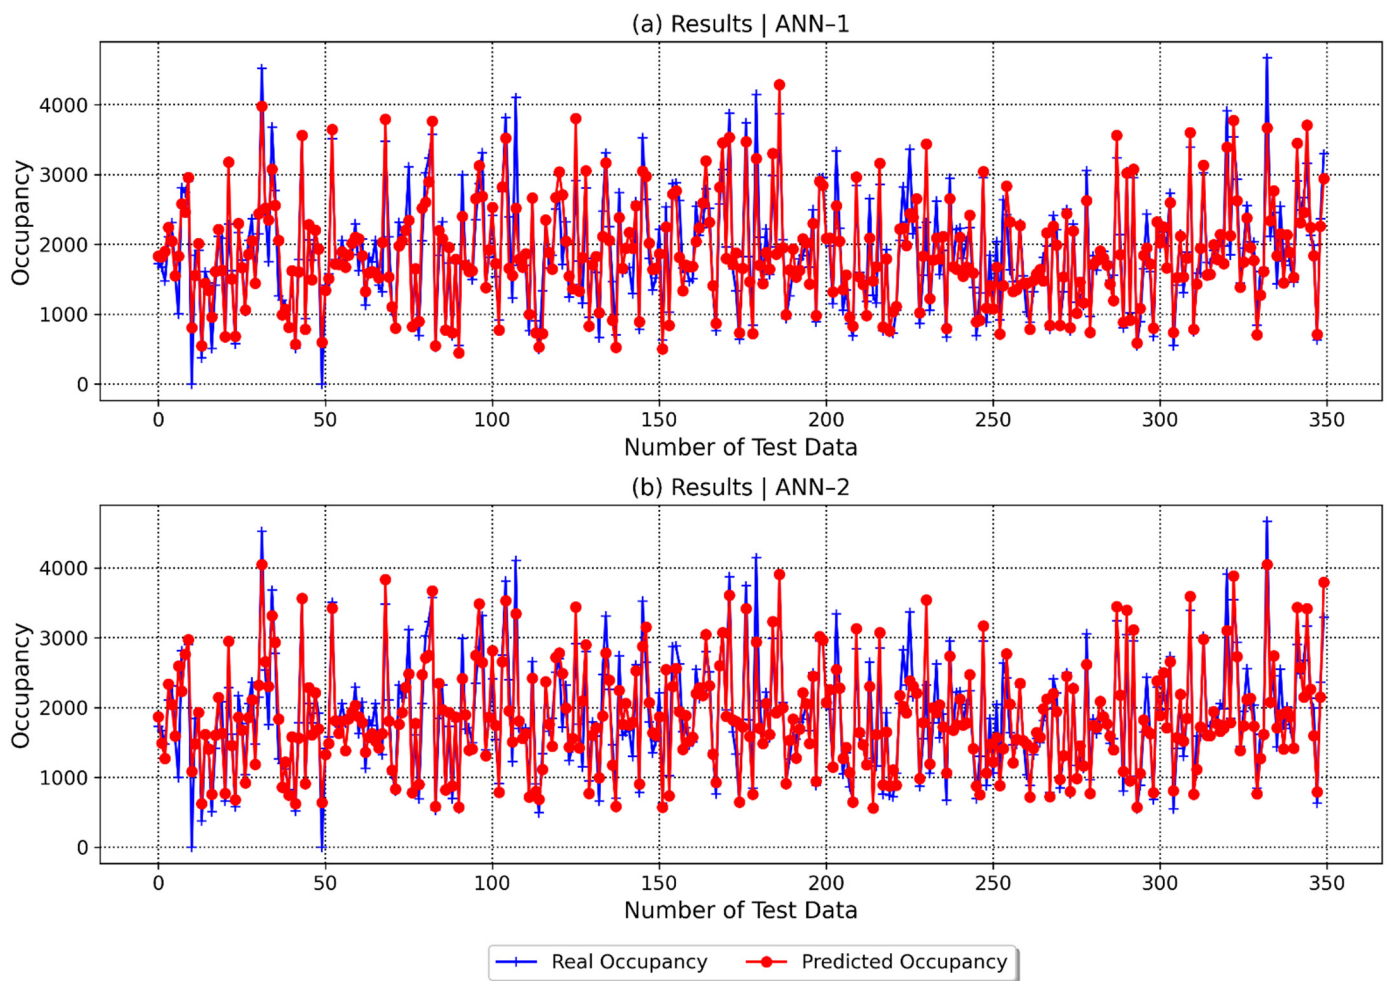 (a) Results | ANN–1
Occupancy
4000
3000
2000
1000
0
0 50 100 150 200 250 300 350
Number of Test Data
(b) Results | ANN–2
Occupancy
4000
3000
2000
1000
0
0 50 100 150 200 250 300 350
Number of Test Data
Real Occupancy Predicted Occupancy